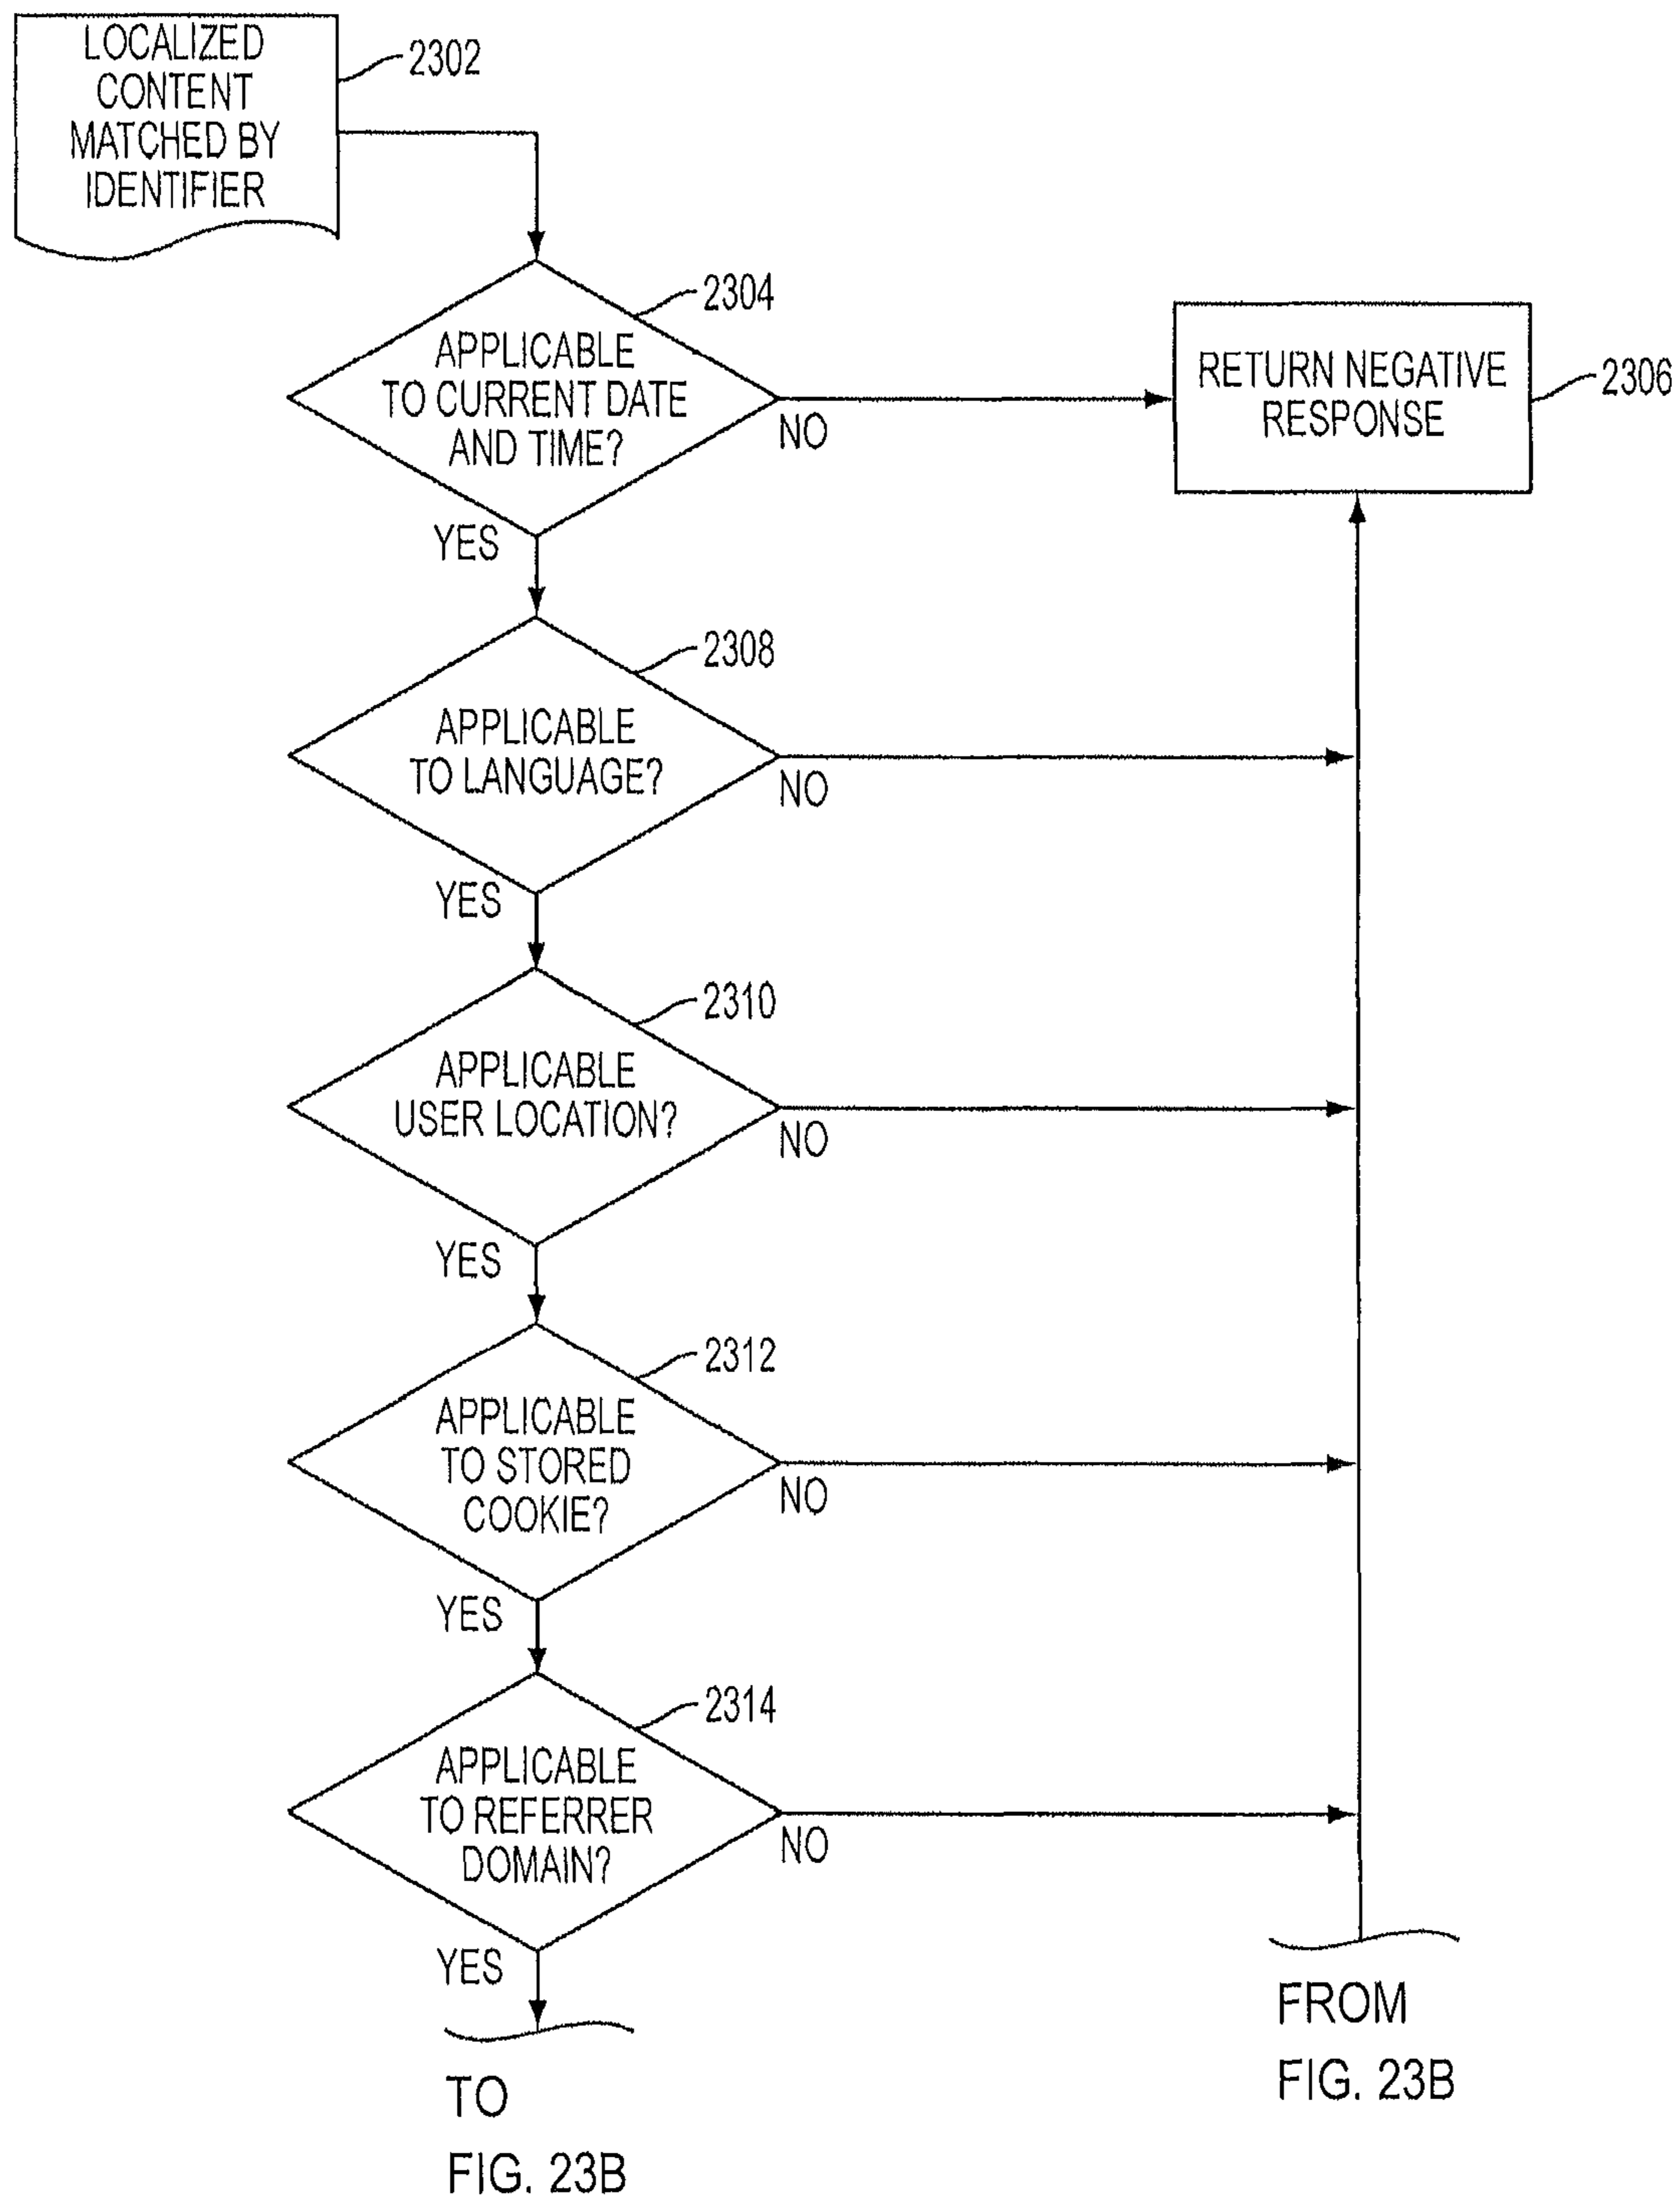 LOCALIZED
CONTENT
MATCHED BY
IDENTIFIER
2302
2304
APPLICABLE
TO CURRENT DATE
AND TIME?
NO
YES
RETURN NEGATIVE
RESPONSE
2306
2308
APPLICABLE
TO LANGUAGE?
NO
YES
2310
APPLICABLE
USER LOCATION?
NO
YES
2312
APPLICABLE
TO STORED
COOKIE?
NO
YES
2314
APPLICABLE
TO REFERRER
DOMAIN?
NO
YES
TO
FIG. 23B
FROM
FIG. 23B